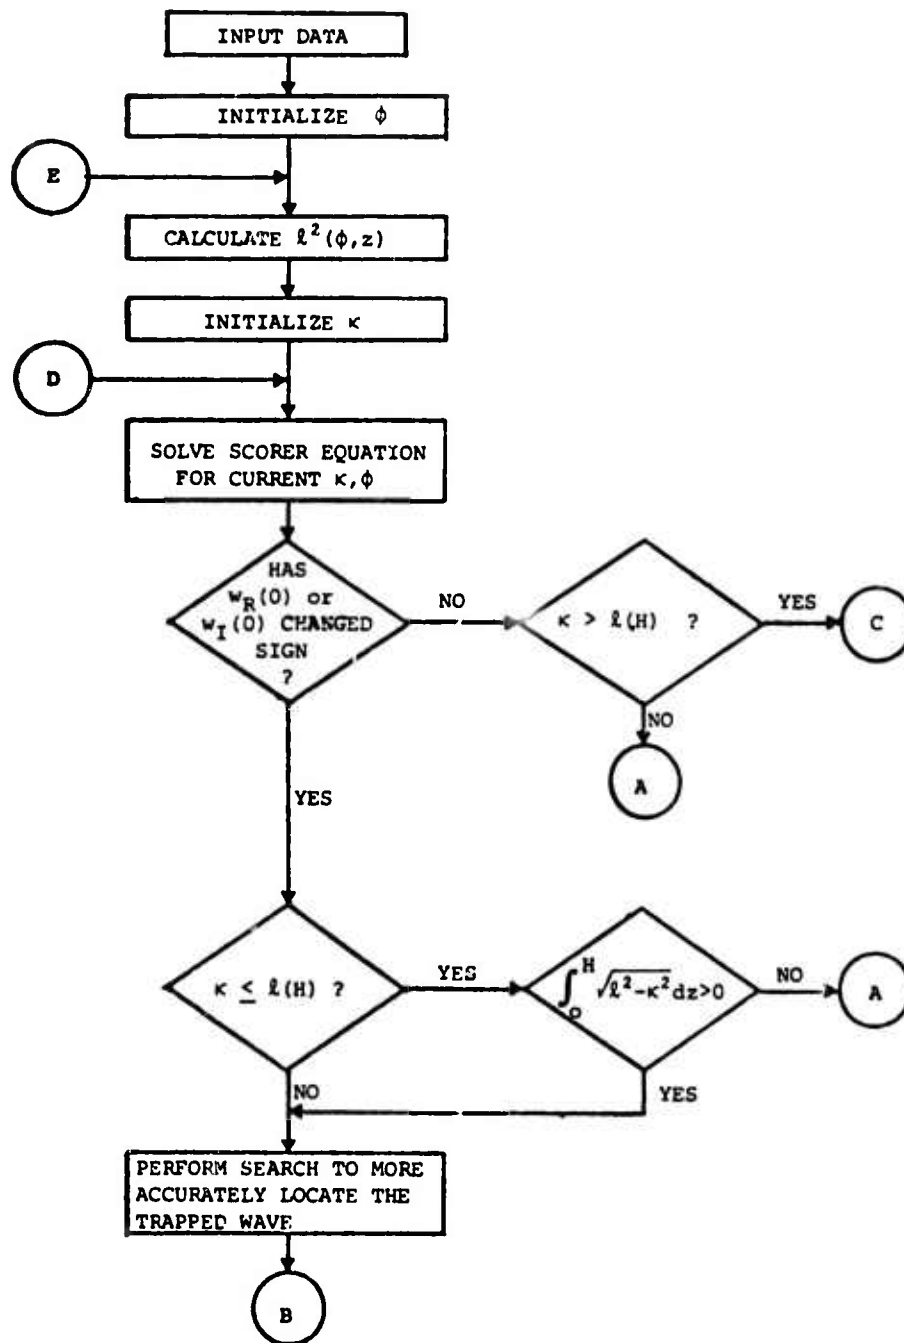 INPUT DATA
INITIALIZE ϕ
E
CALCULATE ℓ²(ϕ,z)
INITIALIZE κ
D
SOLVE SCORER EQUATION
FOR CURRENT κ,ϕ
HAS
w_R(0) or
w_I(0) CHANGED
SIGN
?
NO
κ > ℓ(H) ?
YES
C
NO
A
YES
κ ≤ ℓ(H) ?
YES
∫₀ᴴ √(ℓ²-κ²) dz>0
NO
A
NO
YES
PERFORM SEARCH TO MORE
ACCURATELY LOCATE THE
TRAPPED WAVE
B